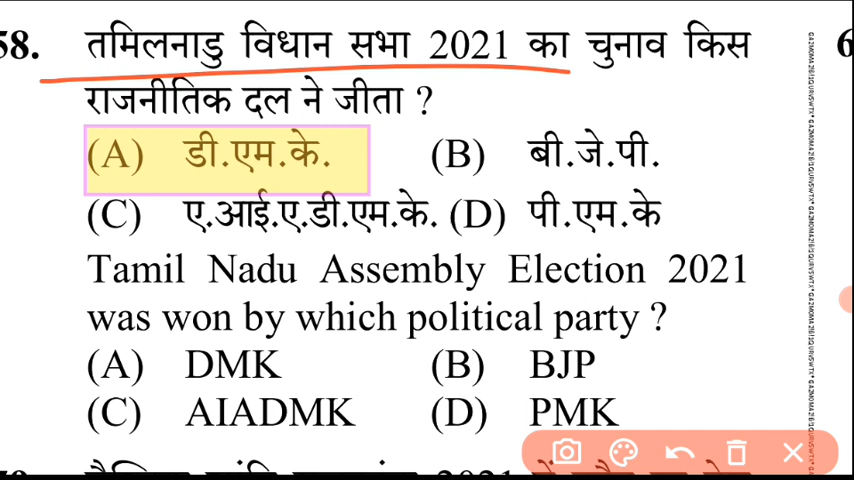 58. तमिलनाडु विधान सभा 2021 का चुनाव किस
राजनीतिक दल ने जीता ?
(A) डी.एम.के. (B) बी.जे.पी.
(C) ए.आई.ए.डी.एम.के. (D) पी.एम.के
Tamil Nadu Assembly Election 2021
was won by which political party ?
(A) DMK (B) BJP
(C) AIADMK (D) PMK
6